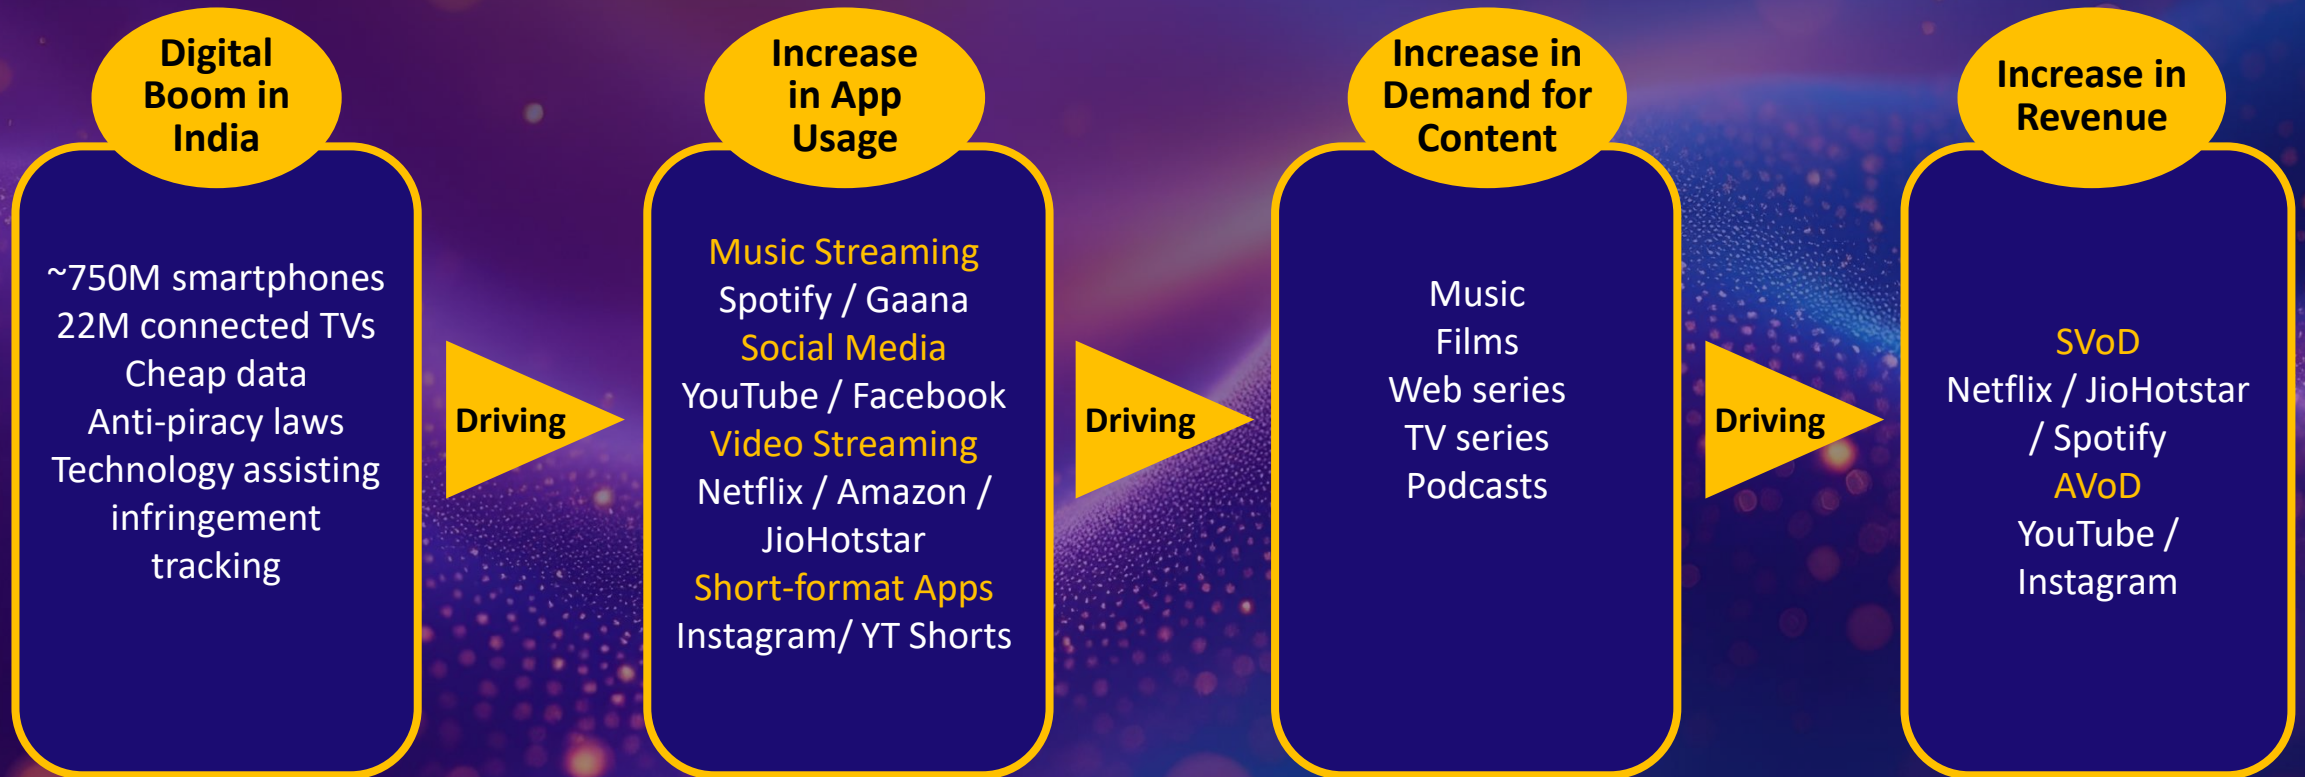 Digital
Boom in
India
~750M smartphones
22M connected TVs
Cheap data
Anti-piracy laws
Technology assisting
infringement
tracking
Driving
Increase
in App
Usage
Music Streaming
Spotify / Gaana
Social Media
YouTube / Facebook
Video Streaming
Netflix / Amazon /
JioHotstar
Short-format Apps
Instagram/ YT Shorts
Driving
Increase in
Demand for
Content
Music
Films
Web series
TV series
Podcasts
Driving
Increase in
Revenue
SVoD
Netflix / JioHotstar
/ Spotify
AVoD
YouTube /
Instagram